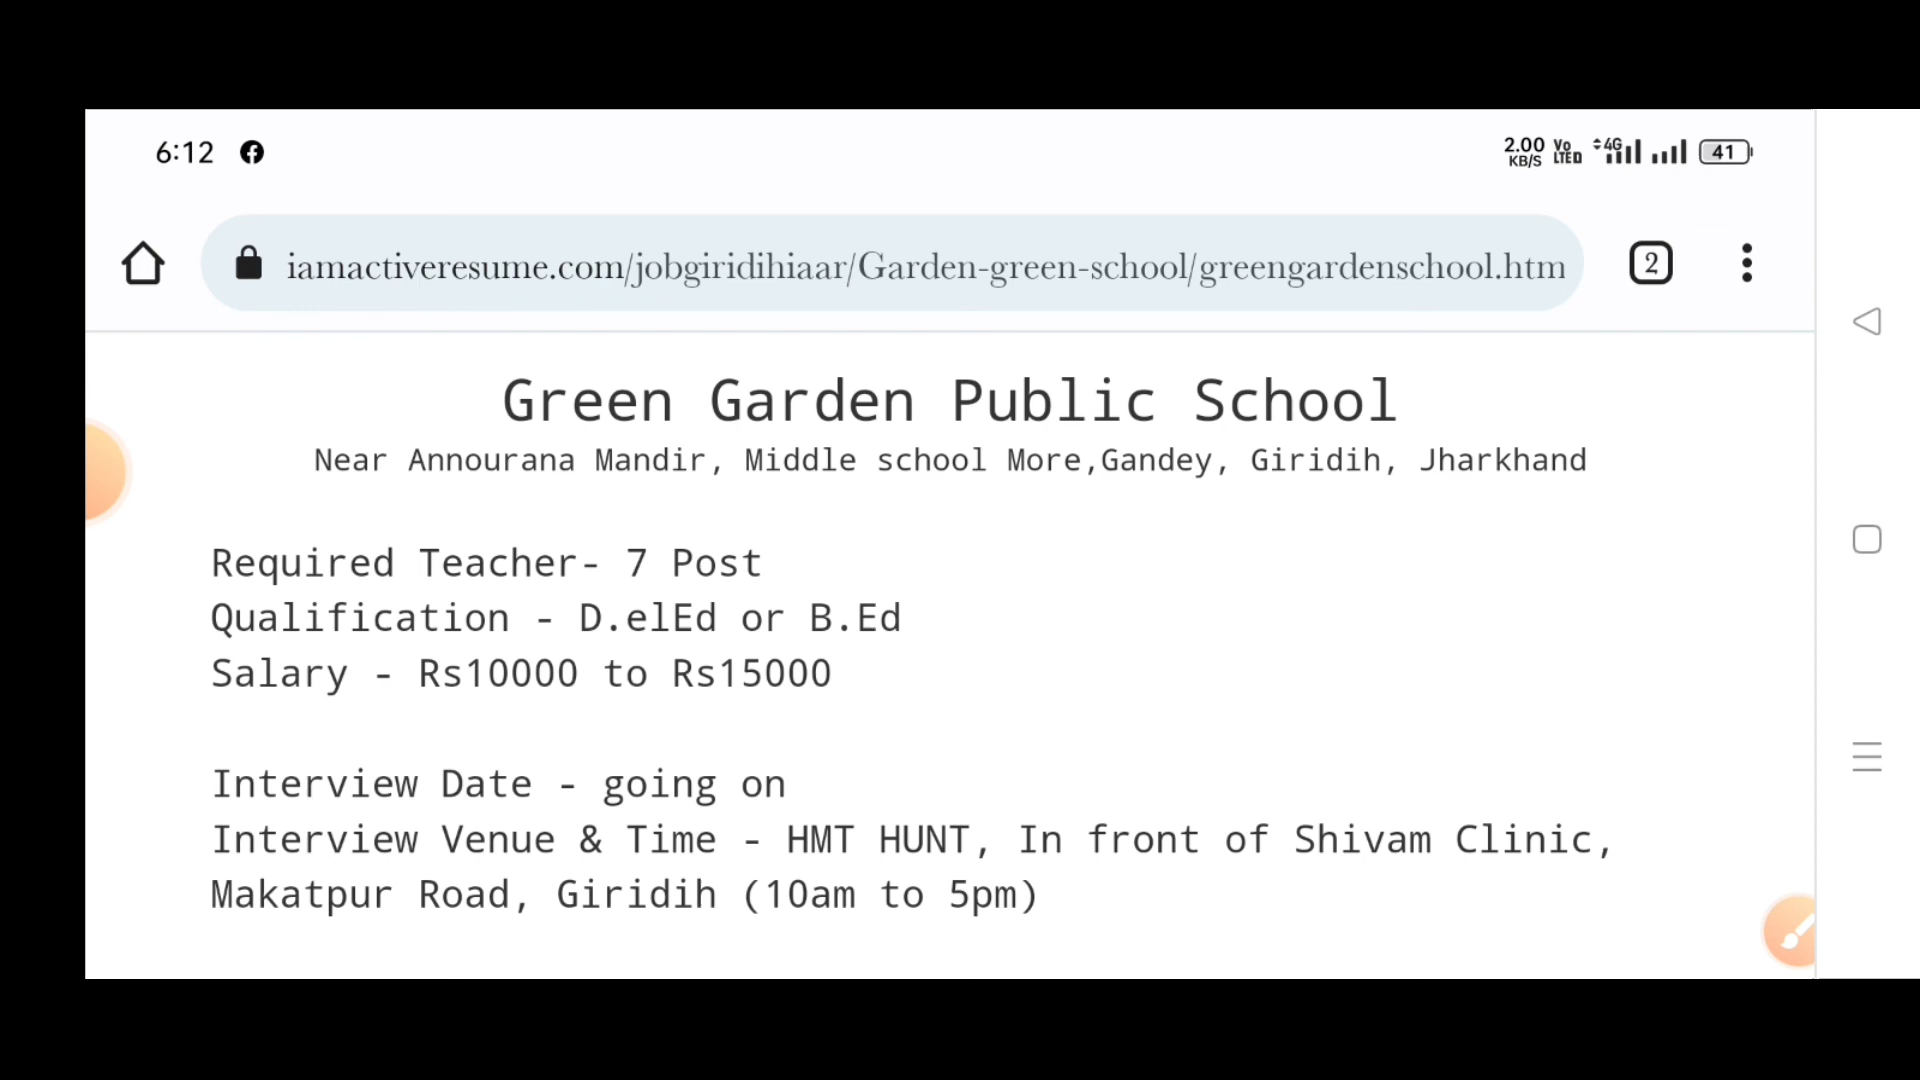 6:12
2.00 KB/S Vo LTE D 4G 41
iamactiveresume.com/jobgiridihiaar/Garden-green-school/greengardenschool.htm
2
Green Garden Public School
Near Annourana Mandir, Middle school More,Gandey, Giridih, Jharkhand
Required Teacher- 7 Post
Qualification - D.elEd or B.Ed
Salary - Rs10000 to Rs15000
Interview Date - going on
Interview Venue & Time - HMT HUNT, In front of Shivam Clinic,
Makatpur Road, Giridih (10am to 5pm)